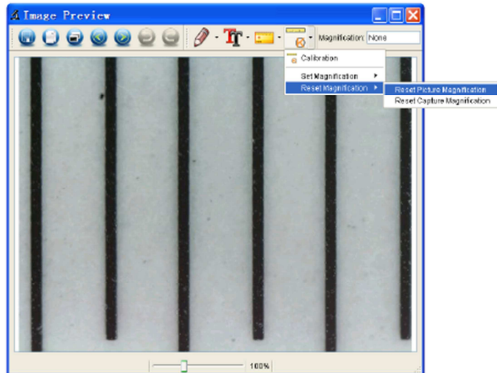 Image Preview
Magnification: None
Calibration
Set Magnification
Reset Magnification
Reset Picture Magnification
Reset Capture Magnification
100%